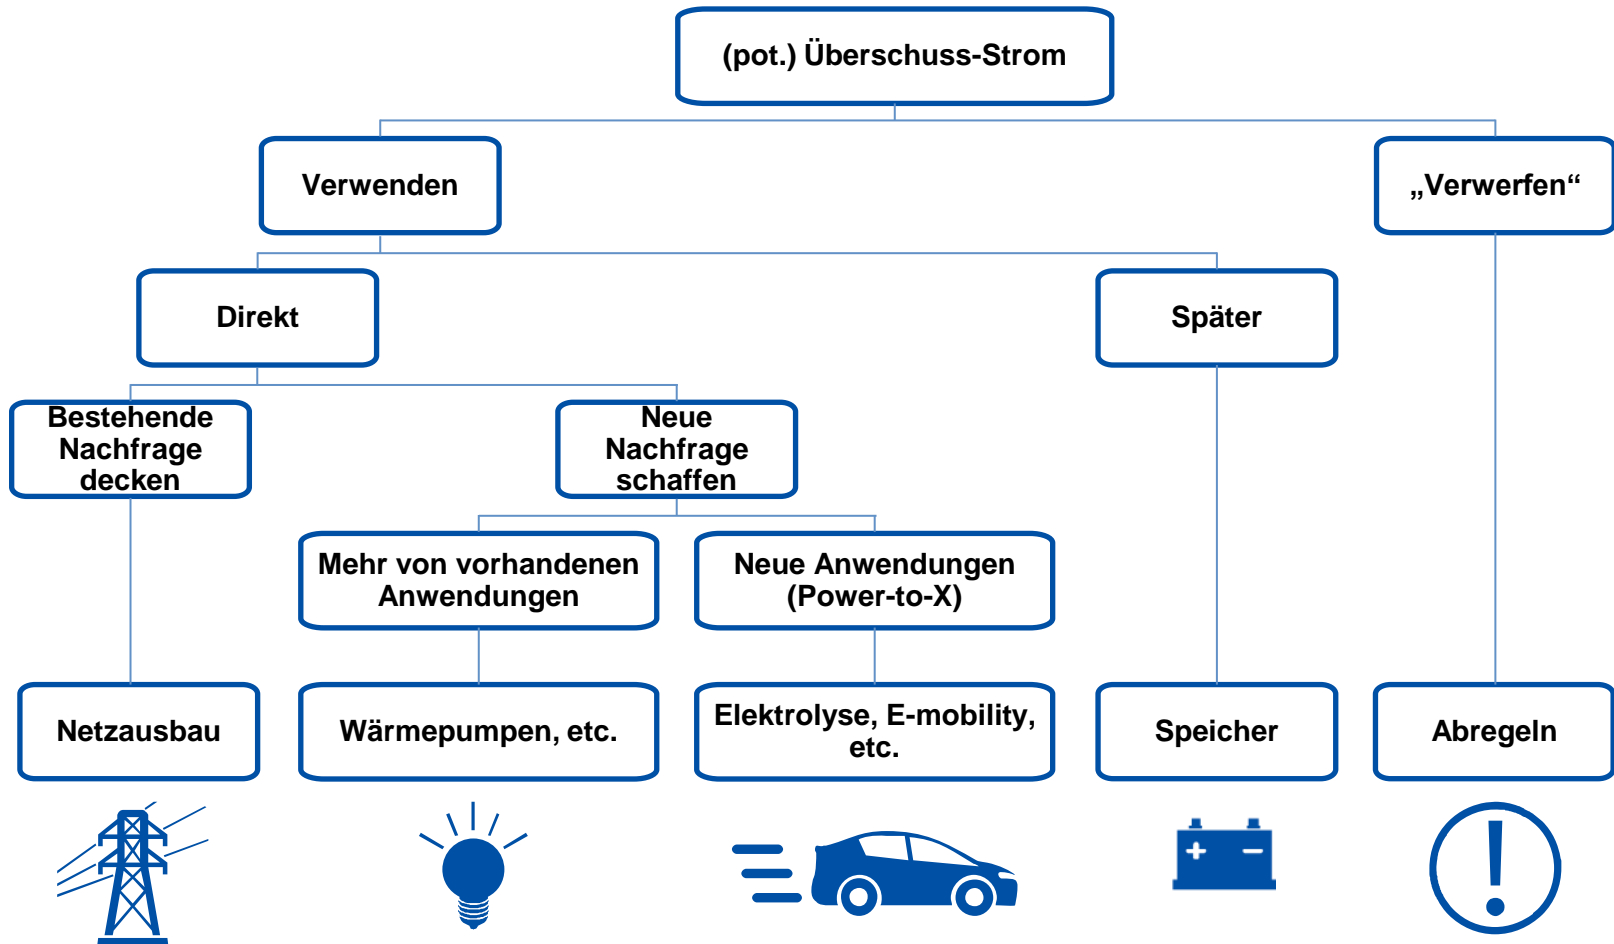 (pot.) Überschuss-Strom
Verwenden
„Verwerfen“
Direkt
Später
Bestehende
Nachfrage
decken
Neue
Nachfrage
schaffen
Mehr von vorhandenen
Anwendungen
Neue Anwendungen
(Power-to-X)
Netzausbau
Wärmepumpen, etc.
Elektrolyse, E-mobility,
etc.
Speicher
Abregeln